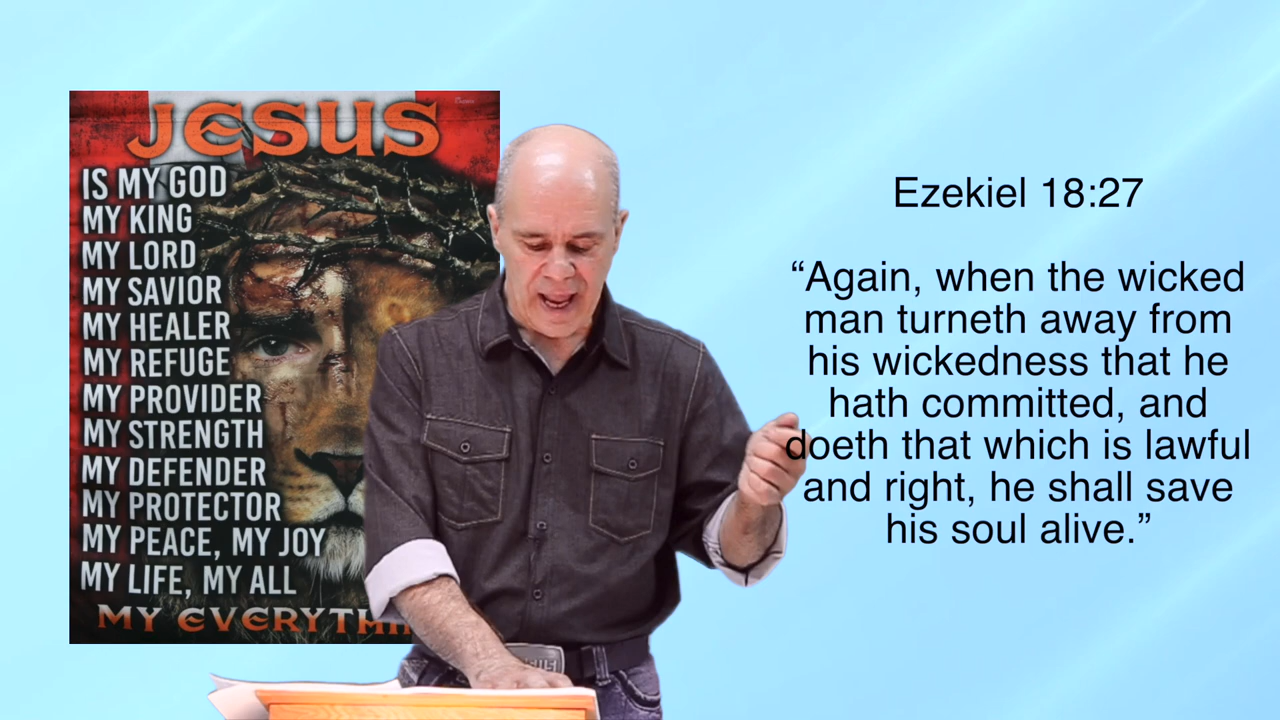 JESUS
IS MY GOD
MY KING
MY LORD
MY SAVIOR
MY HEALER
MY REFUGE
MY PROVIDER
MY STRENGTH
MY DEFENDER
MY PROTECTOR
MY PEACE, MY JOY
MY LIFE, MY ALL
MY EVERYTHI
Ezekiel 18:27
“Again, when the wicked
man turneth away from
his wickedness that he
hath committed, and
doeth that which is lawful
and right, he shall save
his soul alive.”